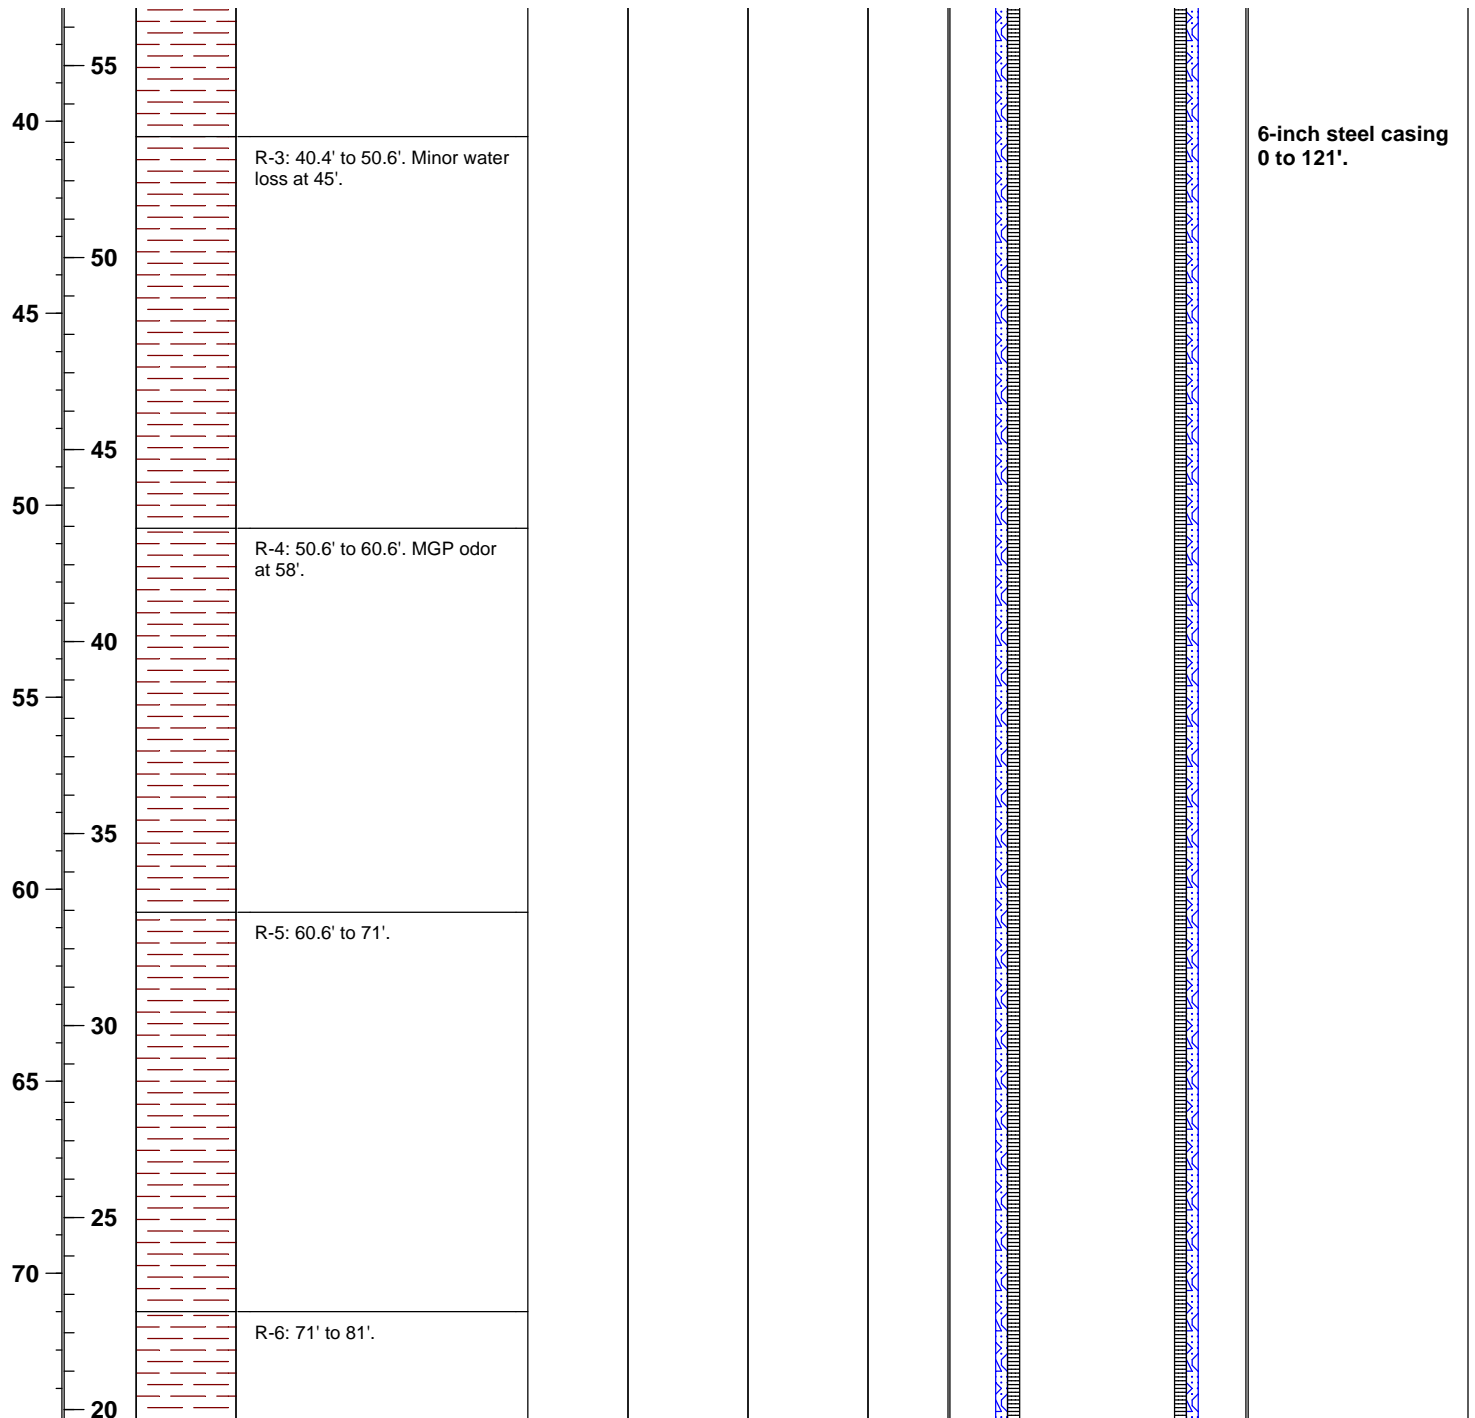 55
40
6-inch steel casing
0 to 121'.
R-3: 40.4' to 50.6'. Minor water
loss at 45'.
50
45
45
50
R-4: 50.6' to 60.6'. MGP odor
at 58'.
40
55
35
60
R-5: 60.6' to 71'.
30
65
25
70
R-6: 71' to 81'.
20